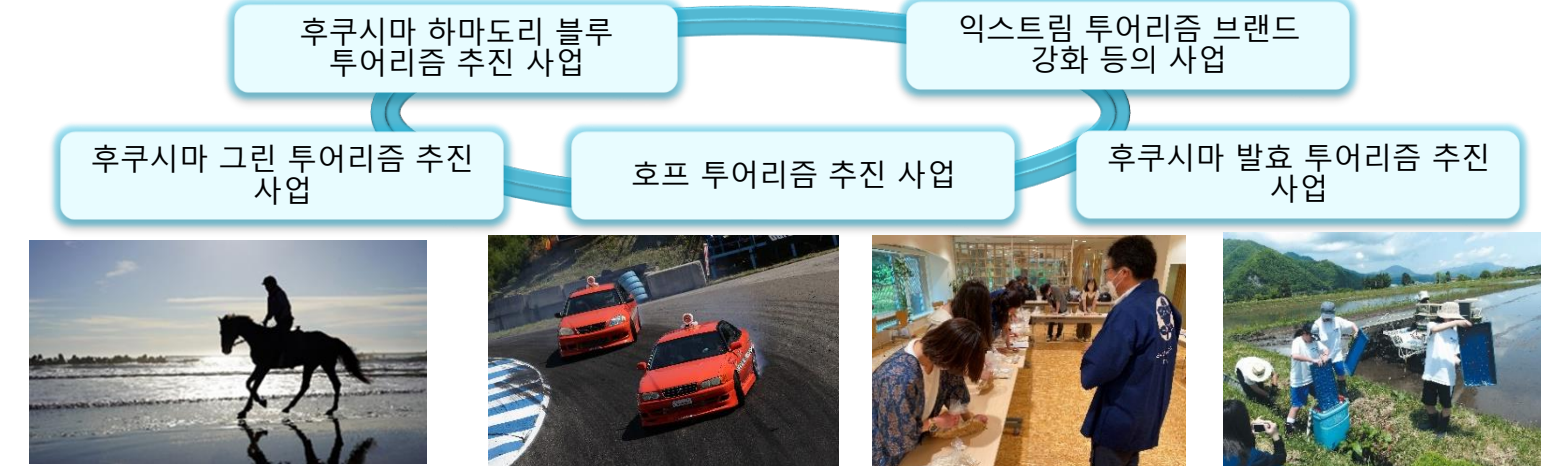 후쿠시마 하마도리 블루
투어리즘 추진 사업
익스트림 투어리즘 브랜드
강화 등의 사업
후쿠시마 그린 투어리즘 추진
사업
호프 투어리즘 추진 사업
후쿠시마 발효 투어리즘 추진
사업